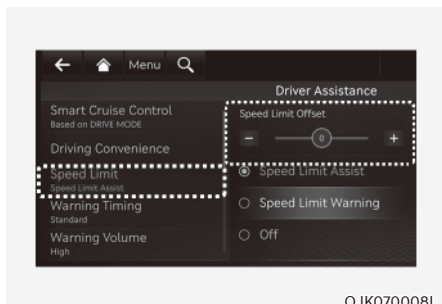 Menu
Driver Assistance
Smart Cruise Control
Based on DRIVE MODE
Driving Convenience
Speed Limit
Speed Limit Assist
Warning Timing
Standard
Warning Volume
High
Speed Limit Offset
− 0 +
Speed Limit Assist
Speed Limit Warning
Off